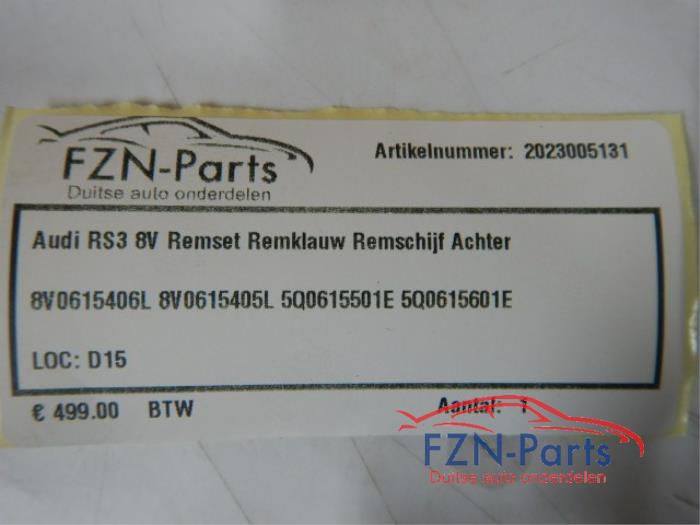 FZN-Parts
Duitse auto onderdelen
Artikelnummer: 2023005131
Audi RS3 8V Remset Remklauw Remschijf Achter
8V0615406L 8V0615405L 5Q0615501E 5Q0615601E
LOC: D15
€ 499.00 BTW Aantal: 1
FZN-Parts
Duitse auto onderdelen